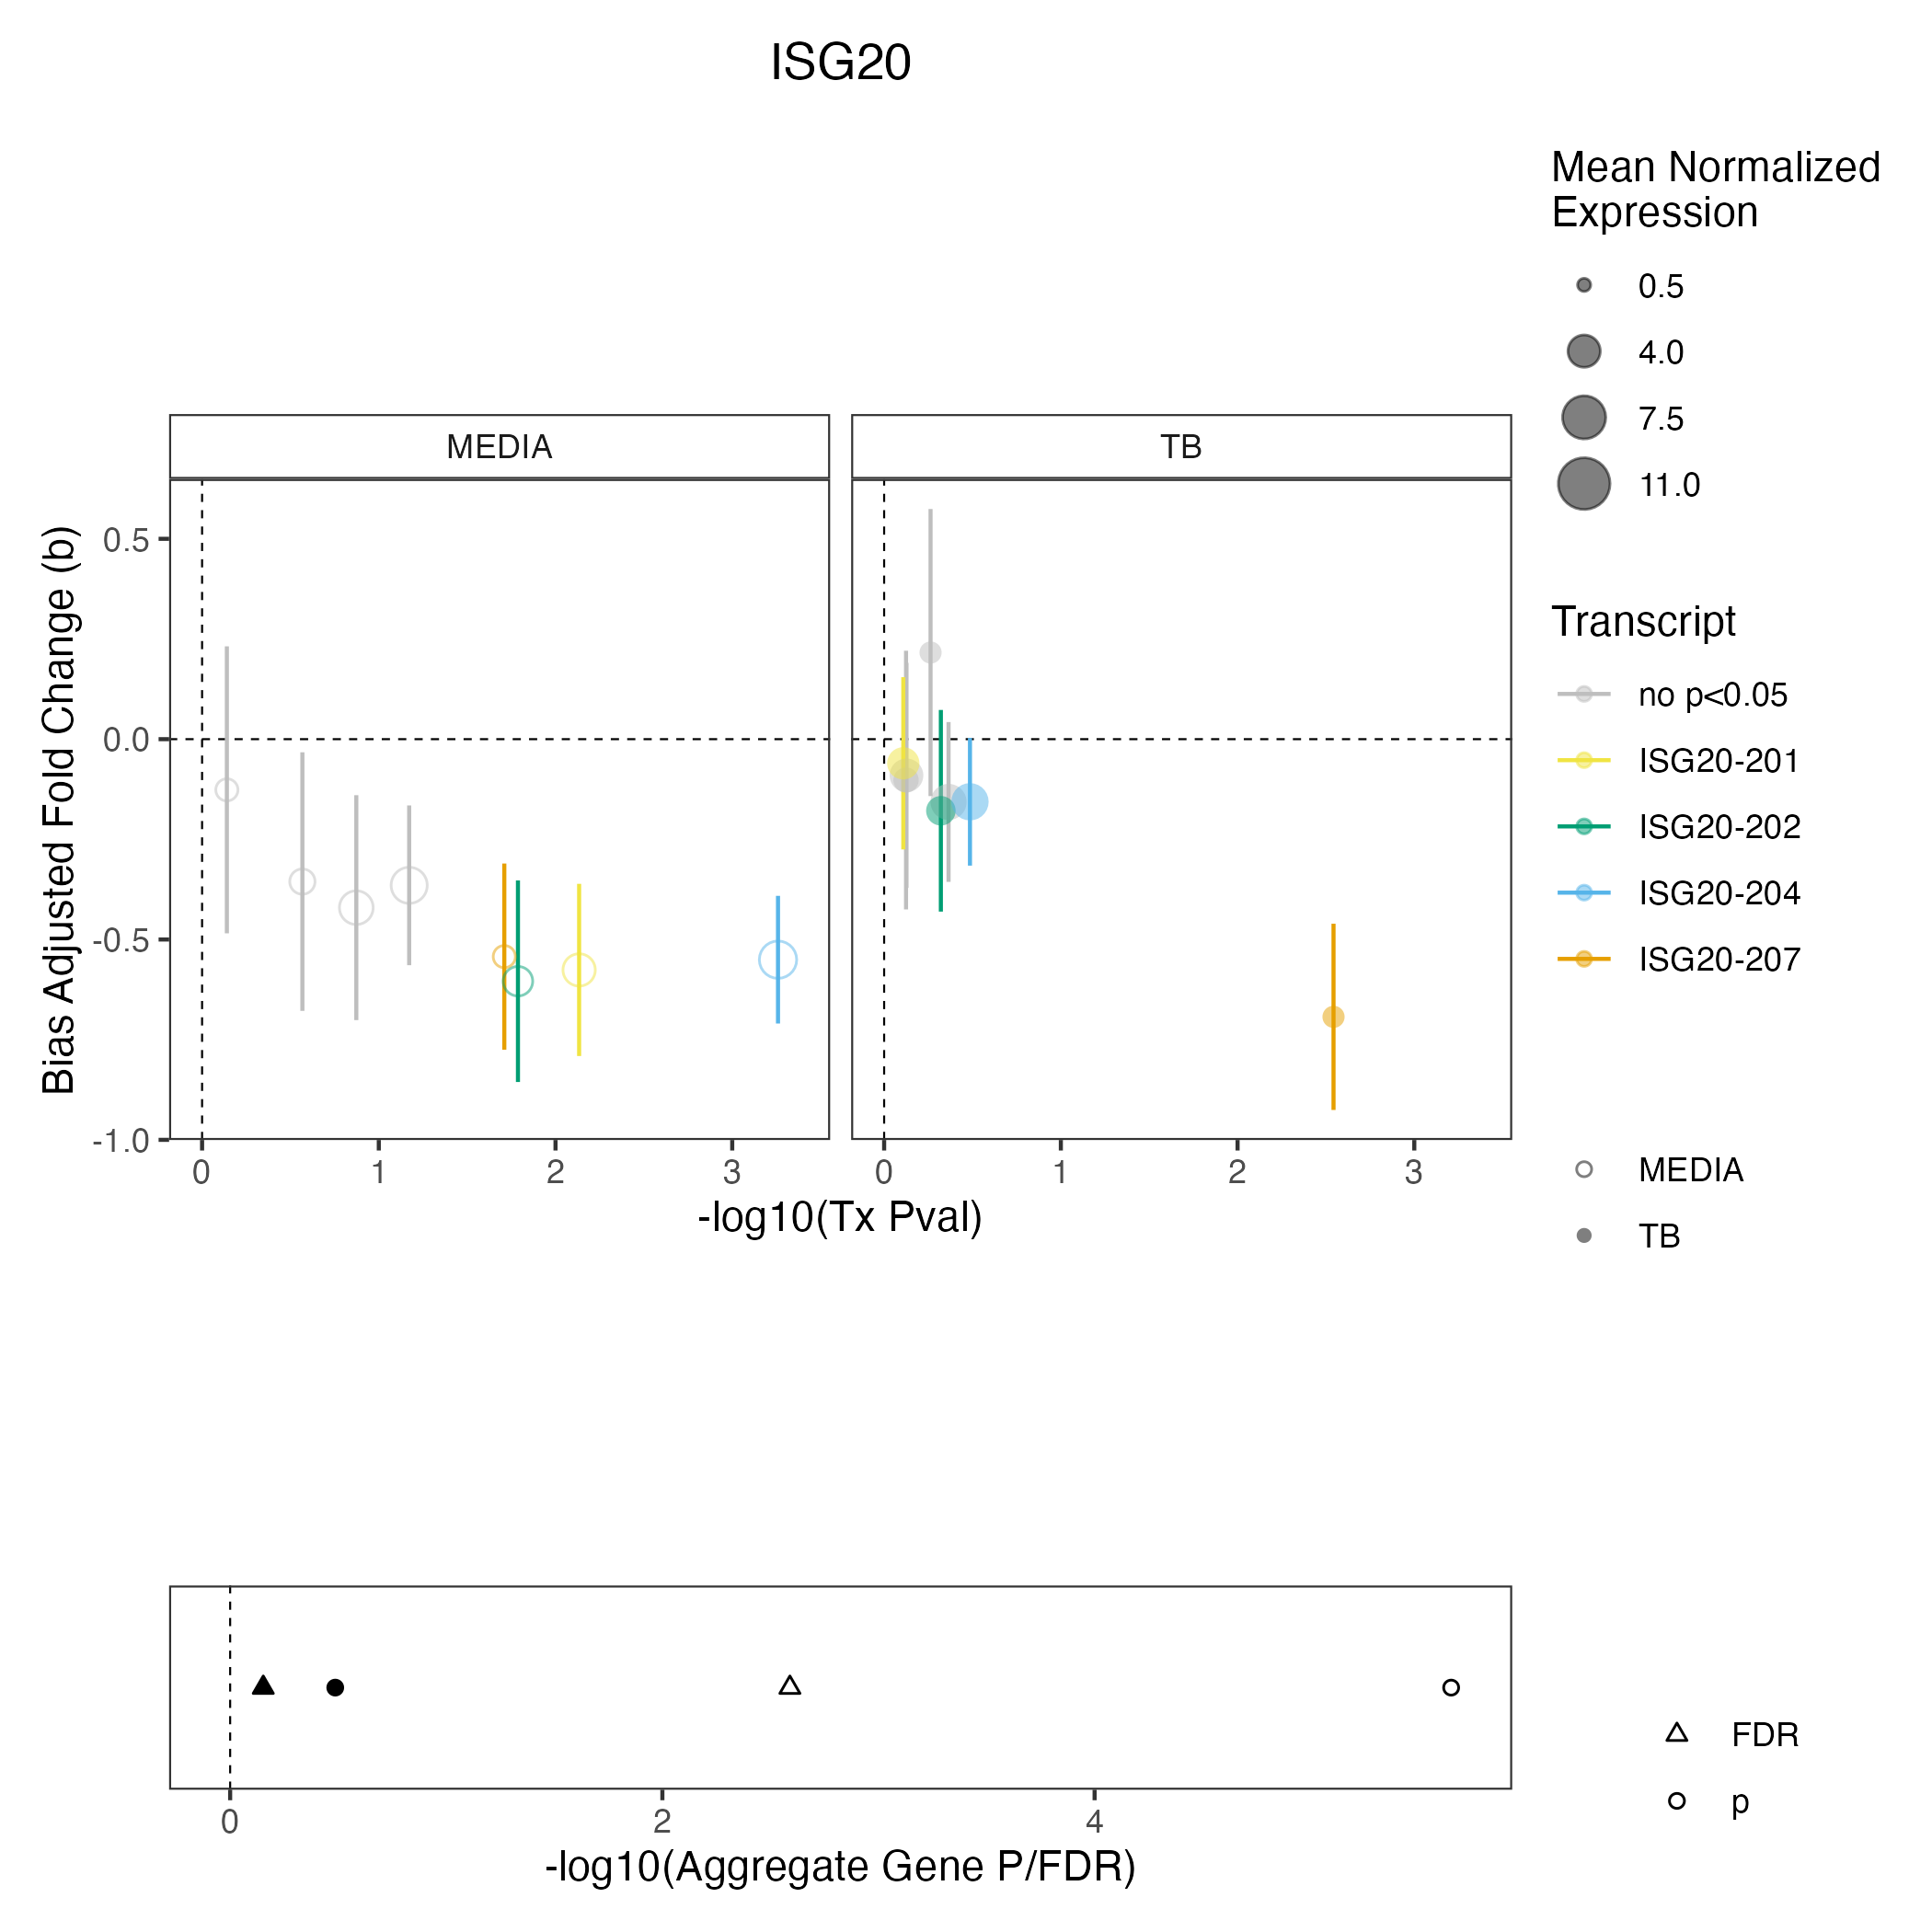 ISG20
Mean Normalized
Expression
0.5
4.0
7.5
11.0
MEDIA
TB
Bias Adjusted Fold Change (b)
0.5
0.0
-0.5
-1.0
0 1 2 3
0 1 2 3
-log10(Tx Pval)
Transcript
no p<0.05
ISG20-201
ISG20-202
ISG20-204
ISG20-207
MEDIA
TB
0 2 4
-log10(Aggregate Gene P/FDR)
FDR
p